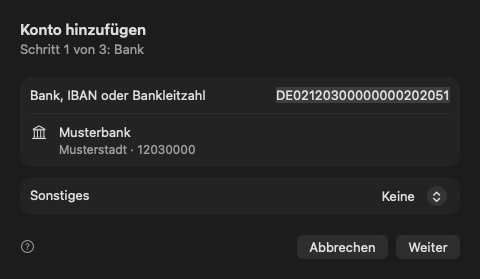 Konto hinzufügen
Schritt 1 von 3: Bank
Bank, IBAN oder Bankleitzahl DE02120300000000202051
Musterbank
Musterstadt · 12030000
Sonstiges Keine
? Abbrechen Weiter